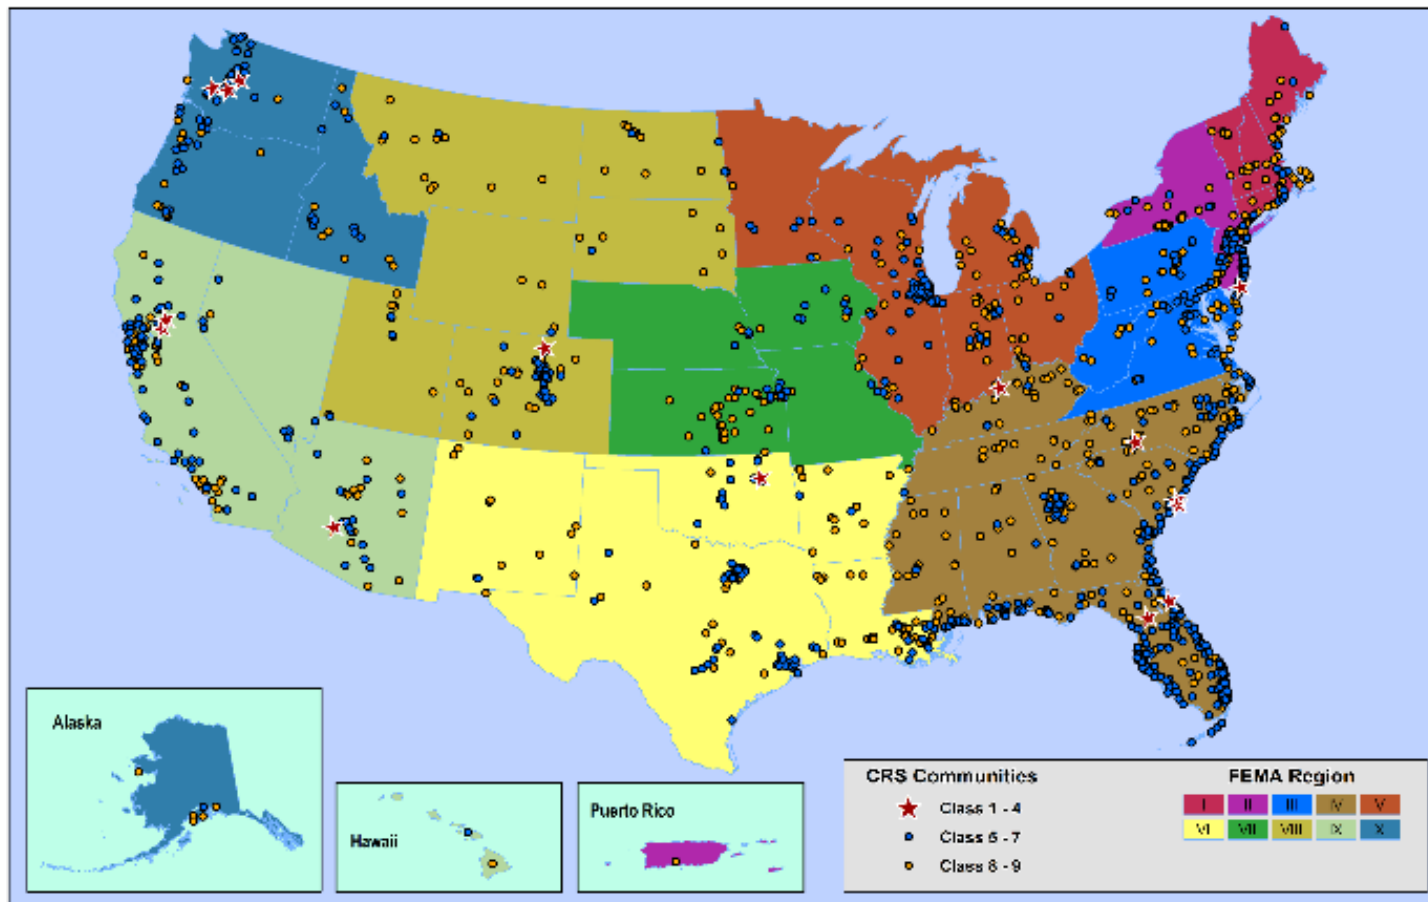 Alaska
Hawaii
Puerto Rico
CRS Communities
Class 1 - 4
Class 5 - 7
Class 8 - 9
FEMA Region
I II III IV V
VI VII VIII IX X